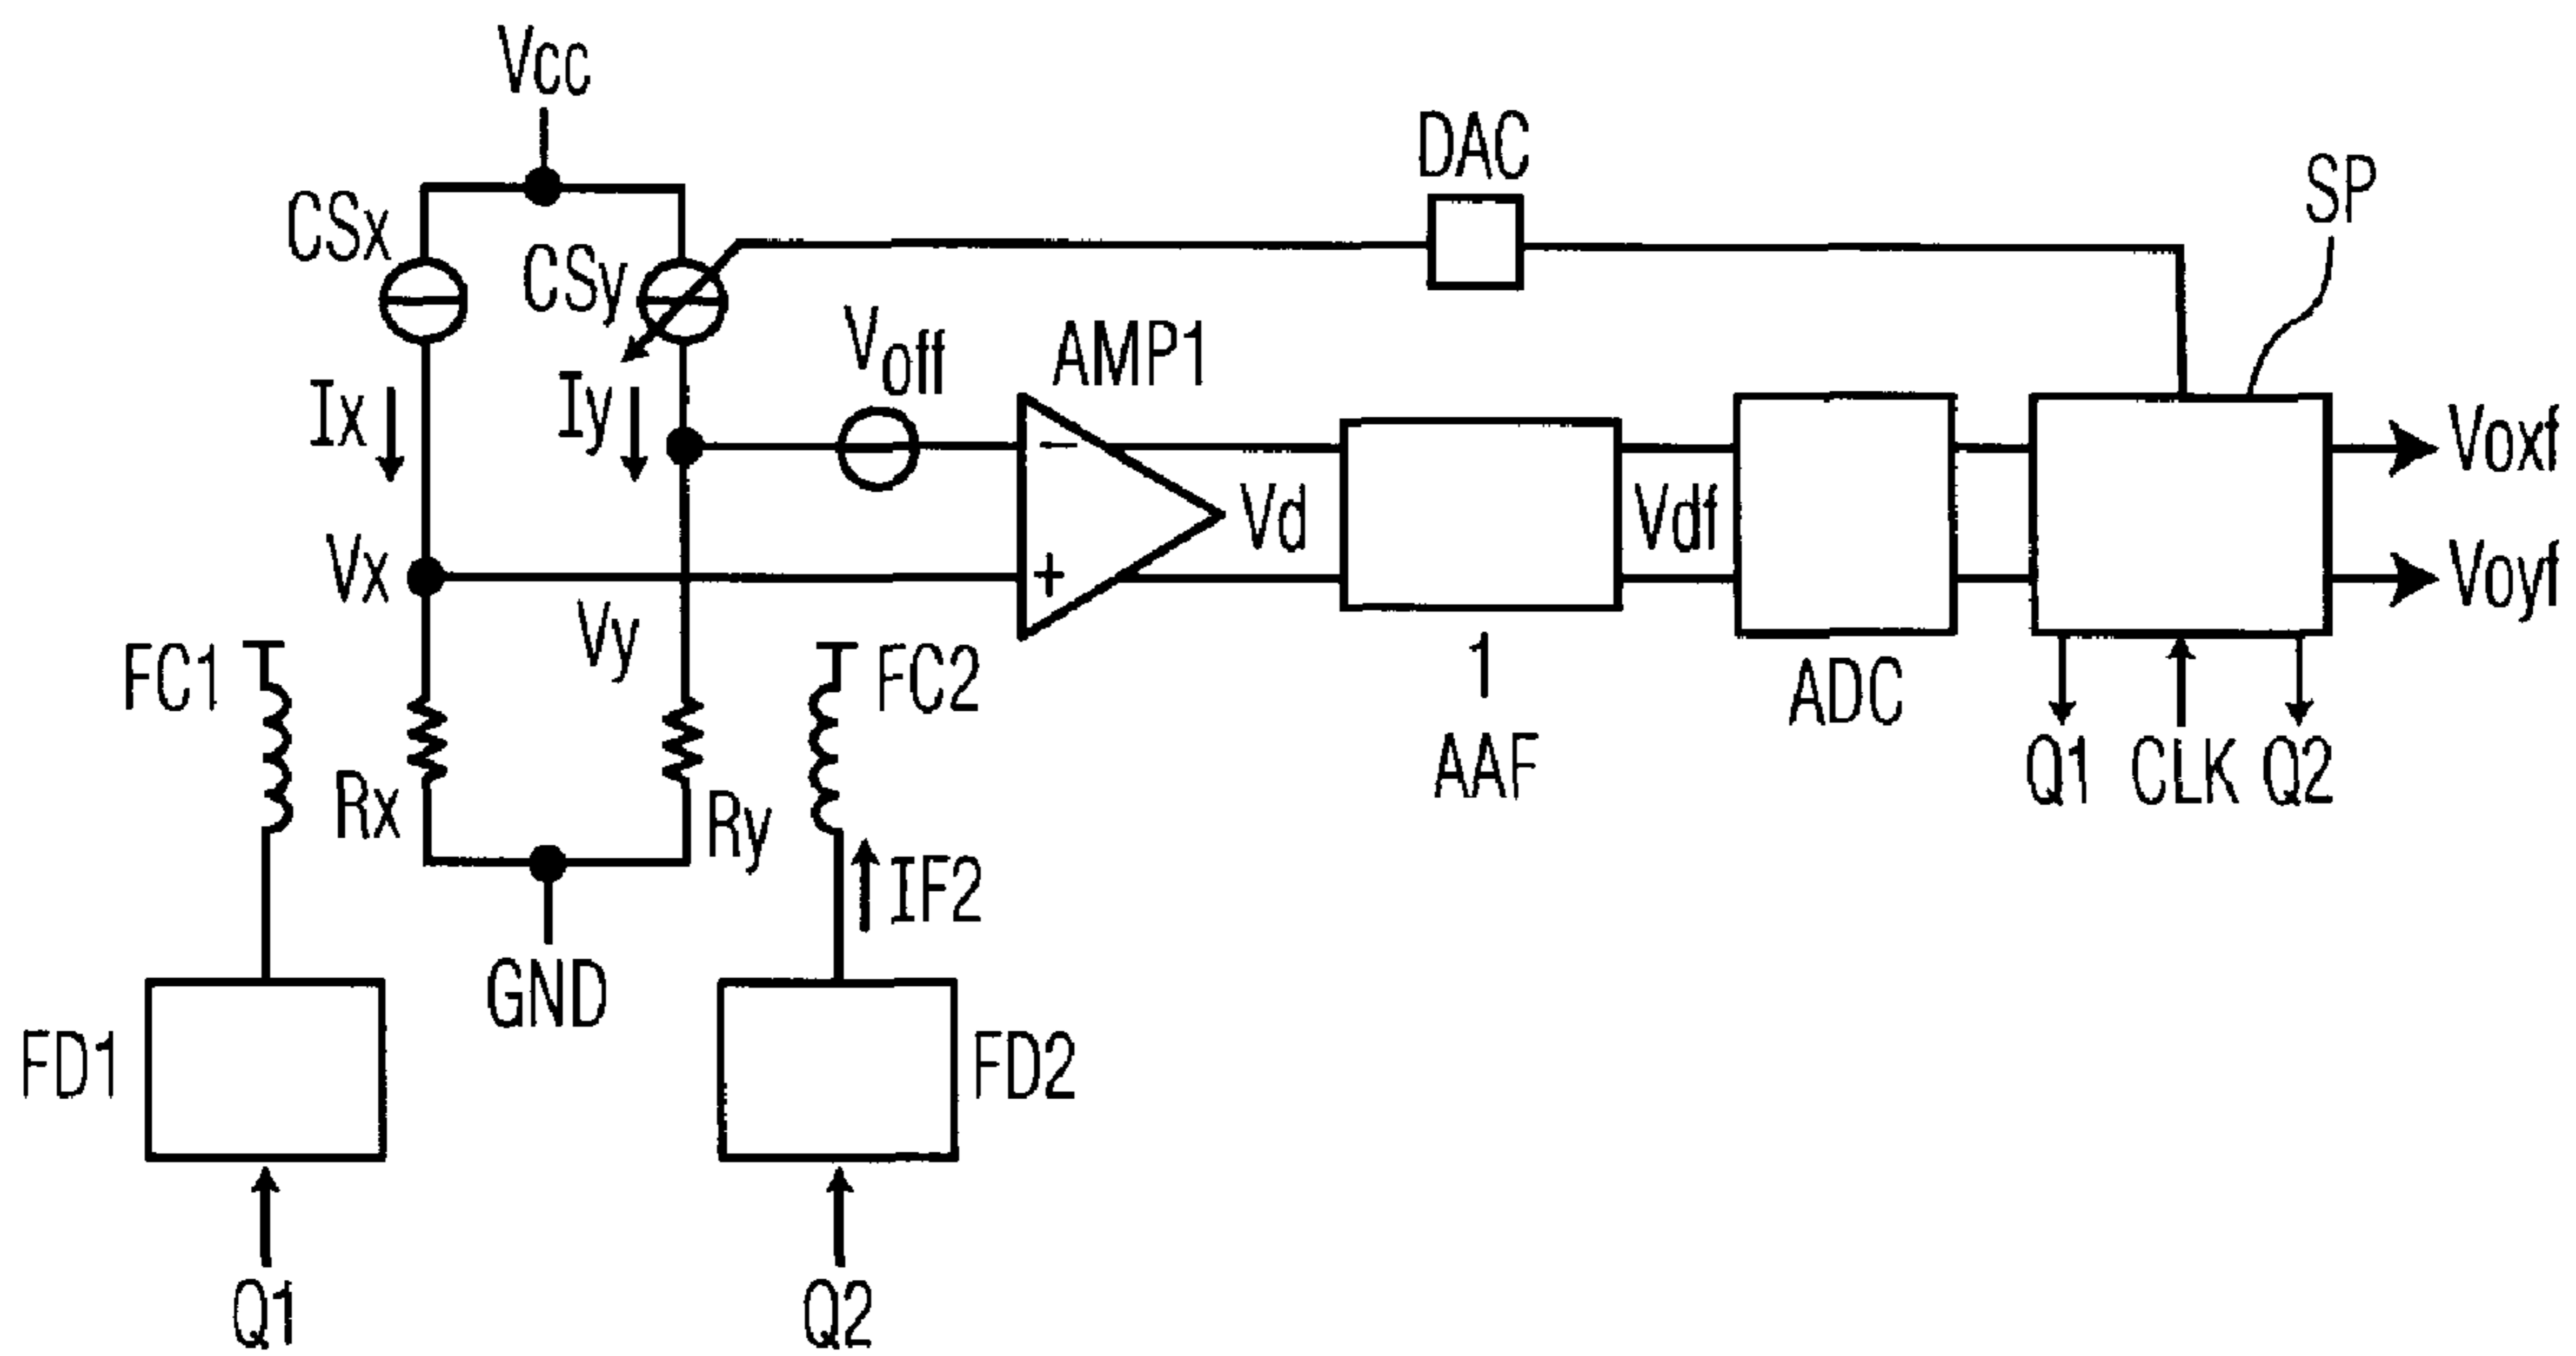 Vcc
DAC
SP
CSx
CSy
Voff
AMP1
Ix
Iy
−
Vd
Vdf
Voxf
Vx
+
Voyf
Vy
FC1
FC2
1
AAF
ADC
Q1
CLK
Q2
Rx
Ry
IF2
GND
FD1
FD2
Q1
Q2